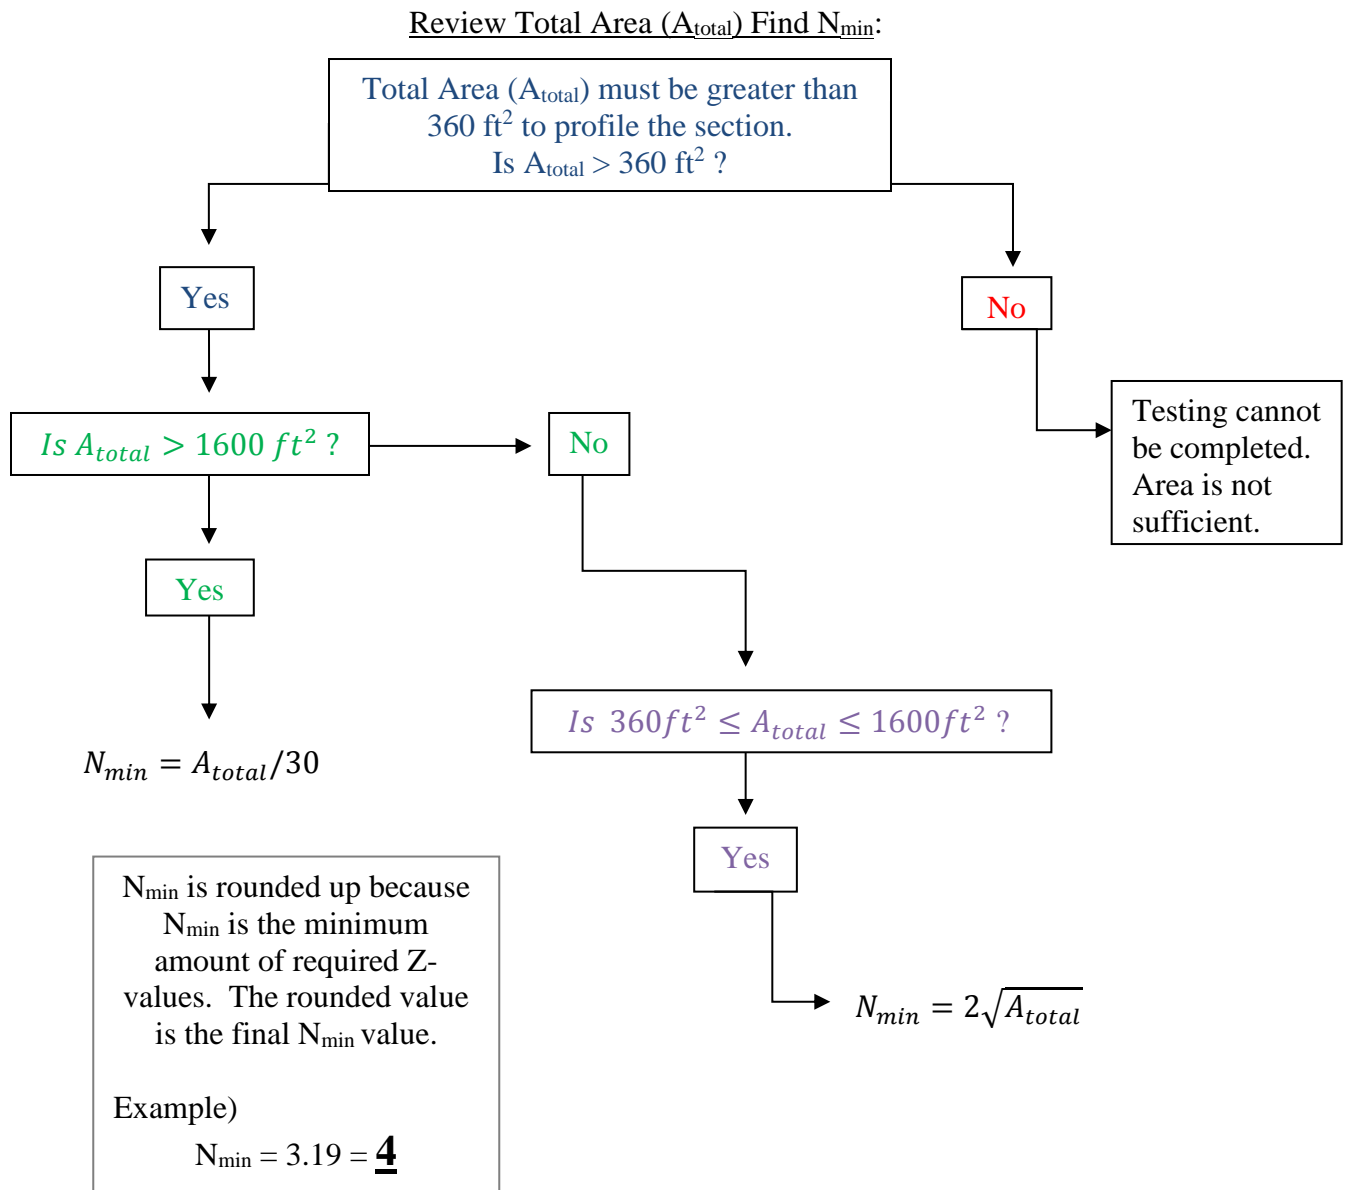 Review Total Area (Atotal) Find Nmin:
Total Area (Atotal) must be greater than
360 ft² to profile the section.
Is Atotal > 360 ft² ?
Yes
No
Is Atotal > 1600 ft² ?
No
Testing cannot
be completed.
Area is not
sufficient.
Yes
Is 360ft² ≤ Atotal ≤ 1600ft² ?
Nmin = Atotal/30
Yes
Nmin is rounded up because
Nmin is the minimum
amount of required Z-
values. The rounded value
is the final Nmin value.
Nmin = 2√Atotal
Example)
Nmin = 3.19 = 4